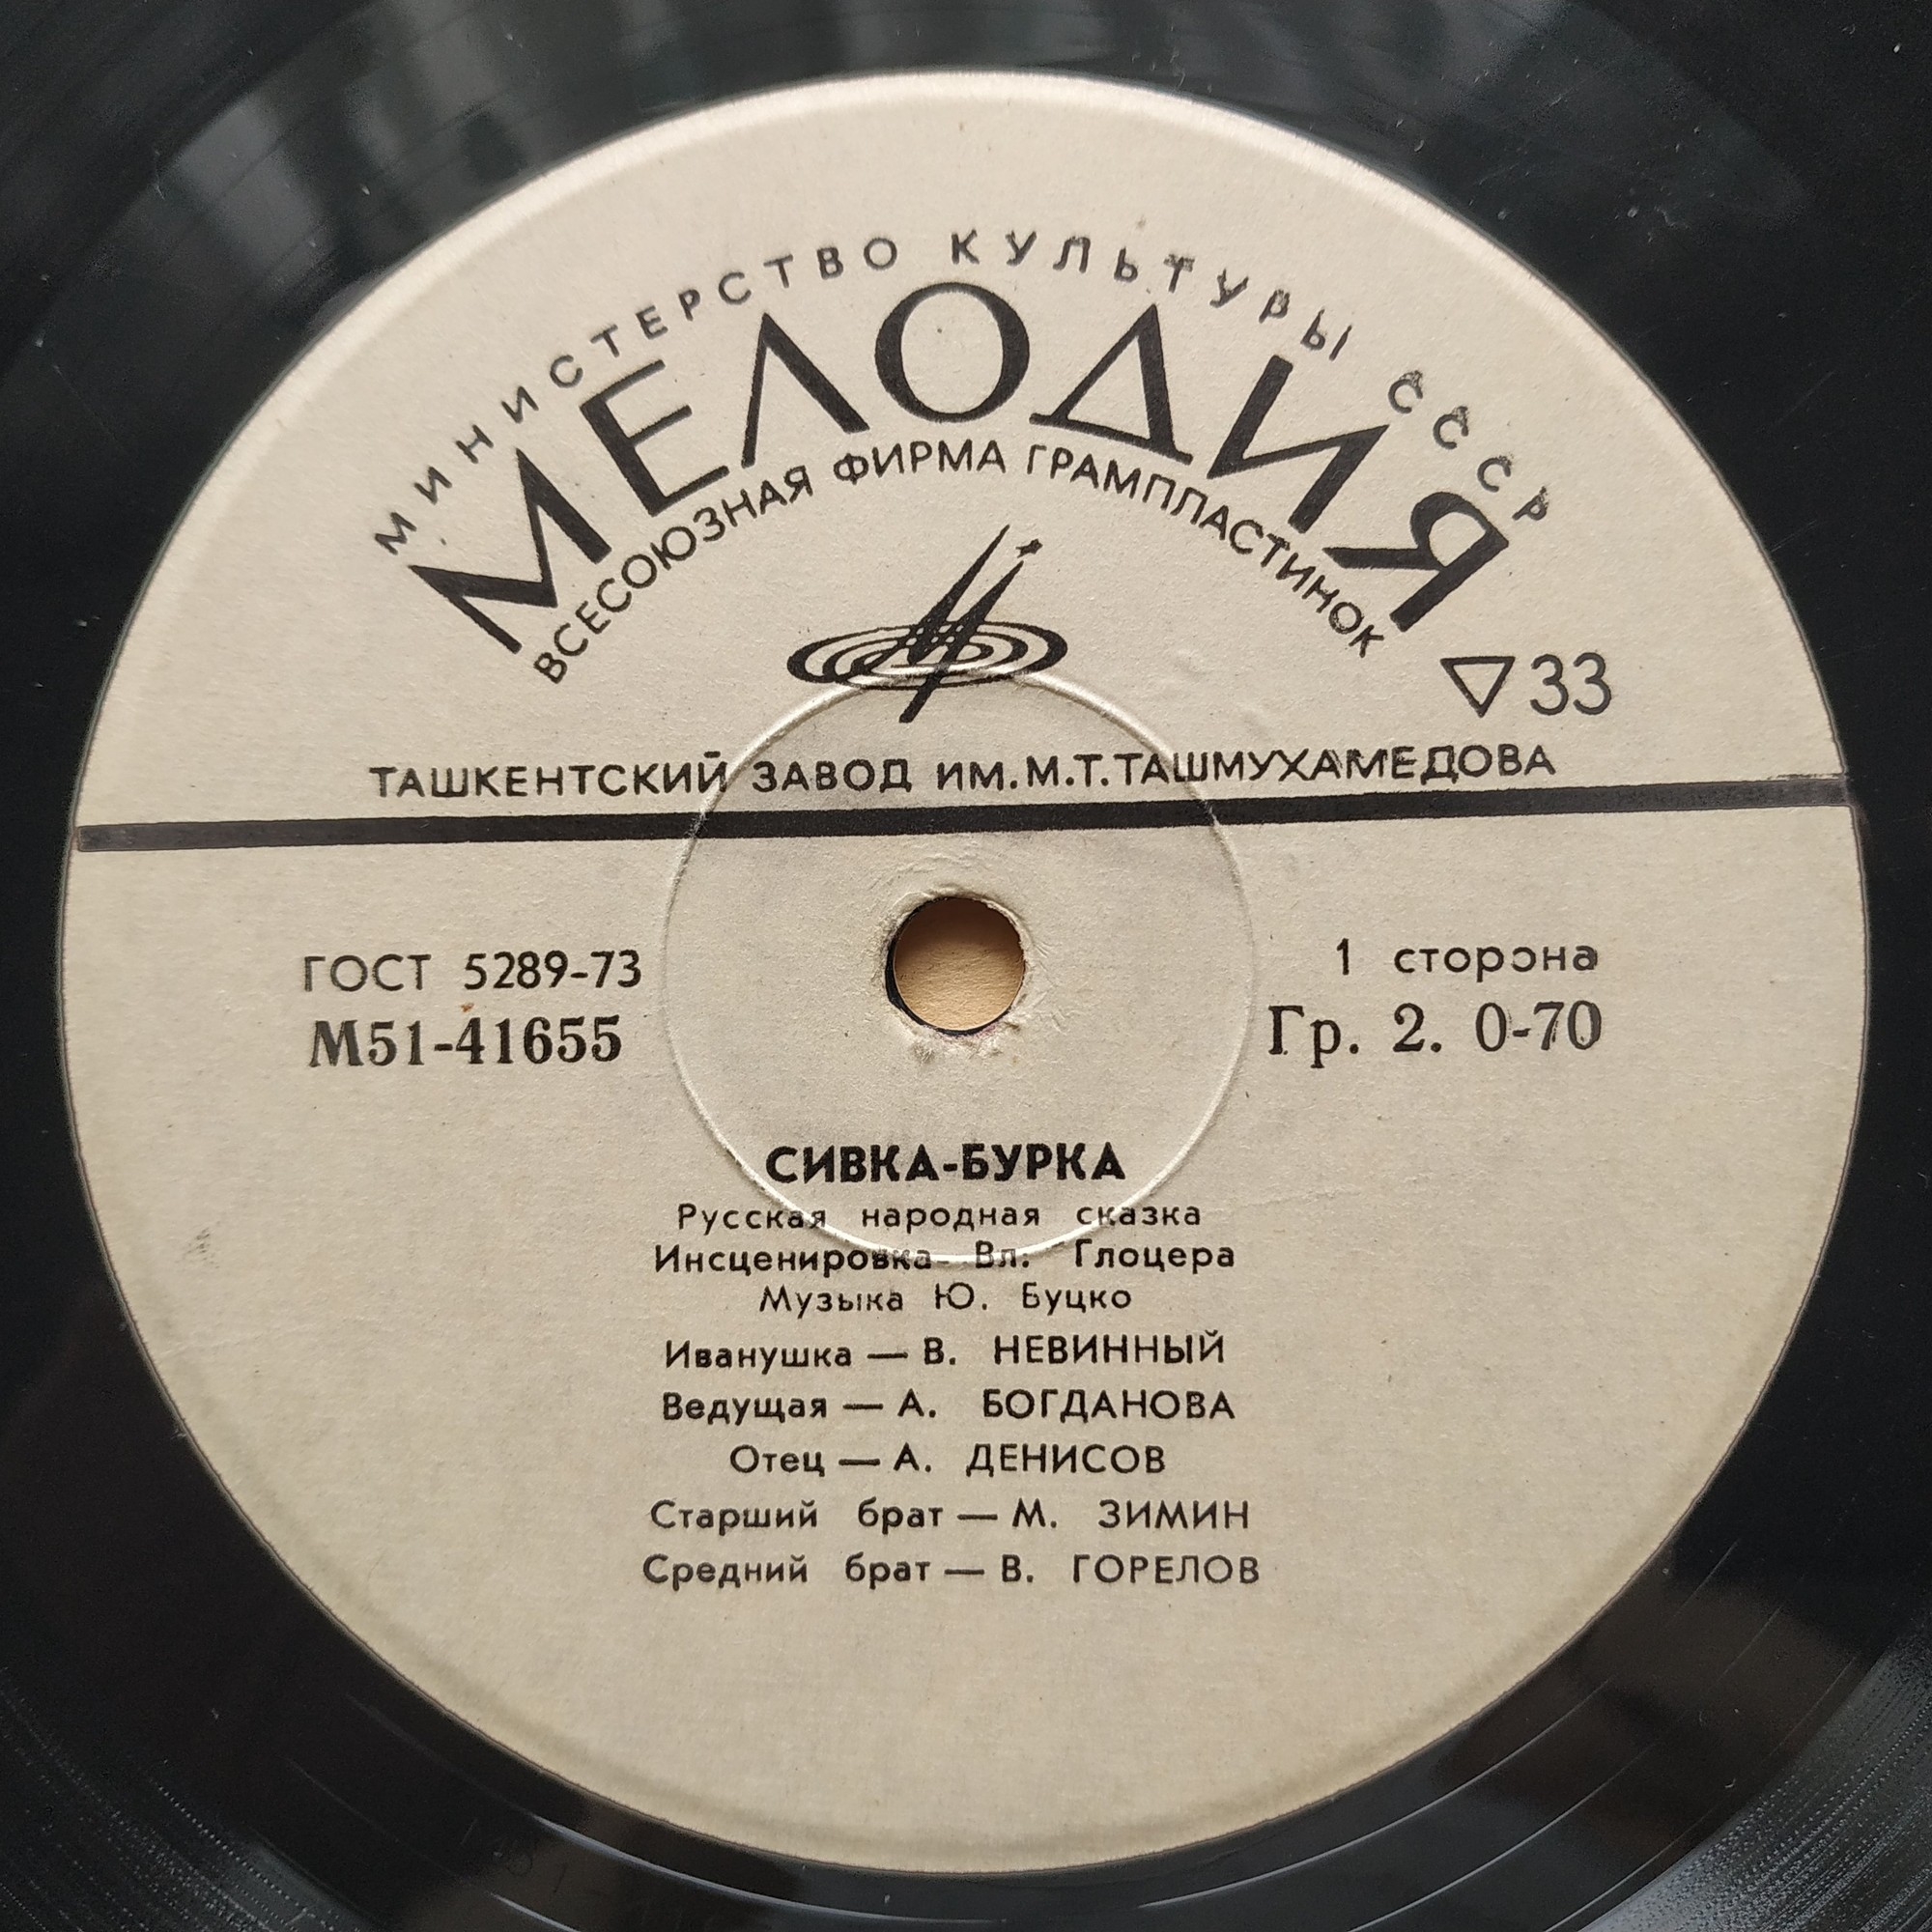 МИНИСТЕРСТВО КУЛЬТУРЫ СССР
МЕЛОДИЯ
ВСЕСОЮЗНАЯ ФИРМА ГРАМПЛАСТИНОК
33
ТАШКЕНТСКИЙ ЗАВОД ИМ. М.Т. ТАШМУХАМЕДОВА
ГОСТ 5289-73
1 сторона
М51-41655
Гр. 2. 0-70
СИВКА-БУРКА
Русская народная сказка
Инсценировка Вл. Глоцера
Музыка Ю. Буцко
Иванушка — В. НЕВИННЫЙ
Ведущая — А. БОГДАНОВА
Отец — А. ДЕНИСОВ
Старший брат — М. ЗИМИН
Средний брат — В. ГОРЕЛОВ